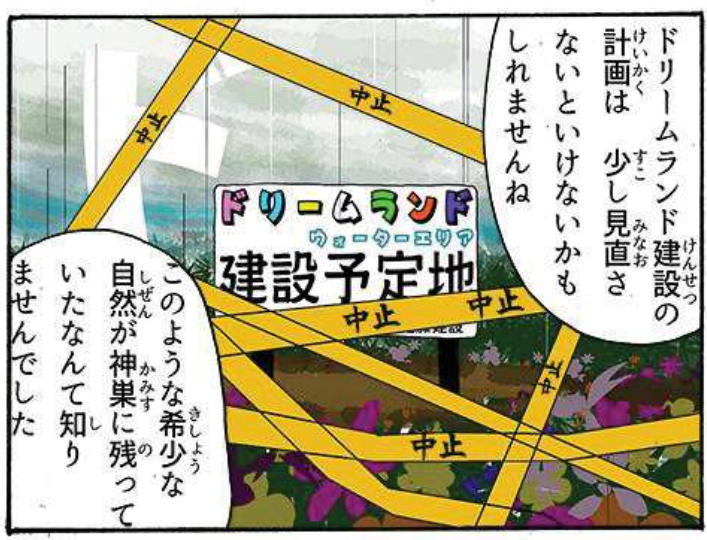 ドリームランド建設の
計画は 少し見直さ
ないといけないかも
しれませんね
中止
中止
ドリームランド
ウォーターエリア
建設予定地
中止
中止
中止
中止
このような希少な
自然が神巣に残って
いたなんて知り
ませんでした